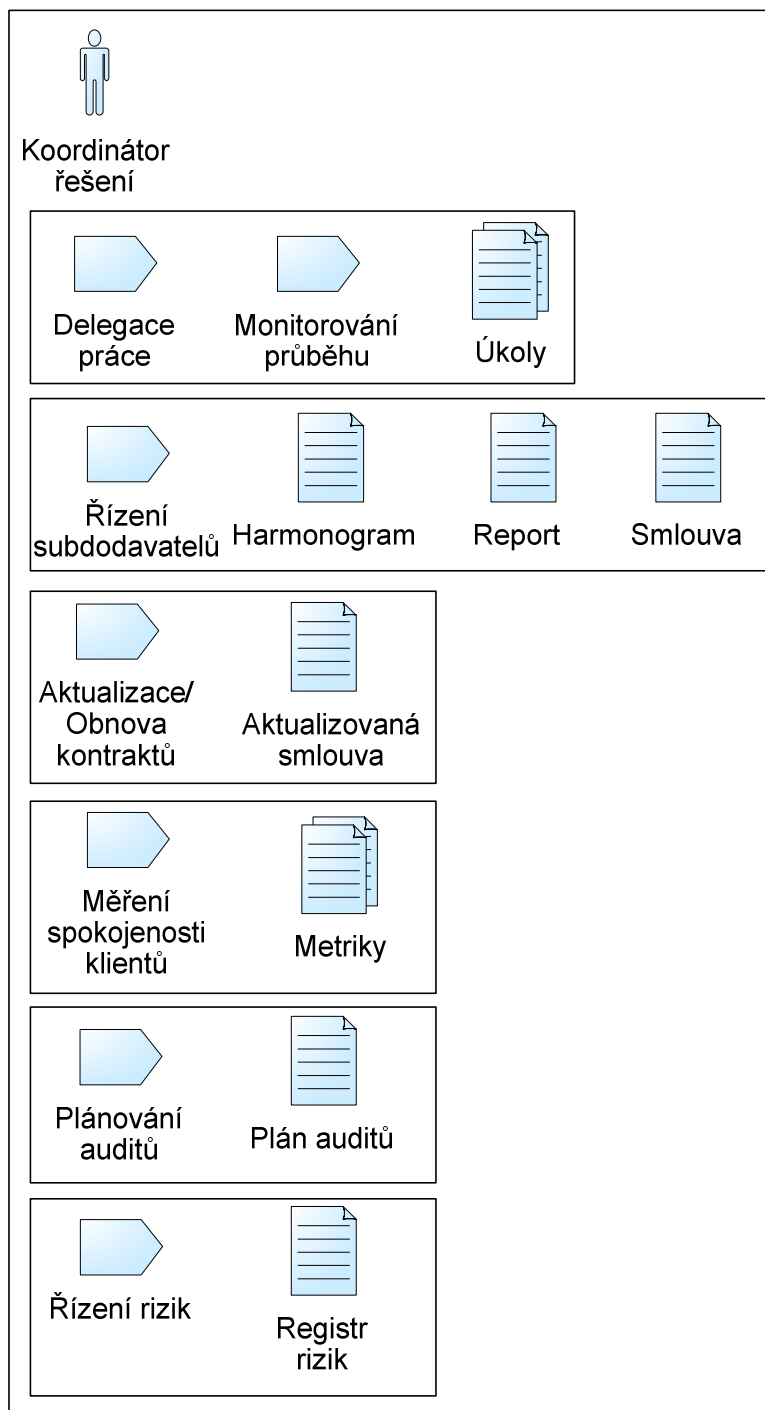 Koordinátor
řešení
Delegace
práce
Monitorování
průběhu
Úkoly
Řízení
subdodavatelů
Harmonogram
Report
Smlouva
Aktualizace/
Obnova
kontraktů
Aktualizovaná
smlouva
Měření
spokojenosti
klientů
Metriky
Plánování
auditů
Plán auditů
Řízení rizik
Registr
rizik